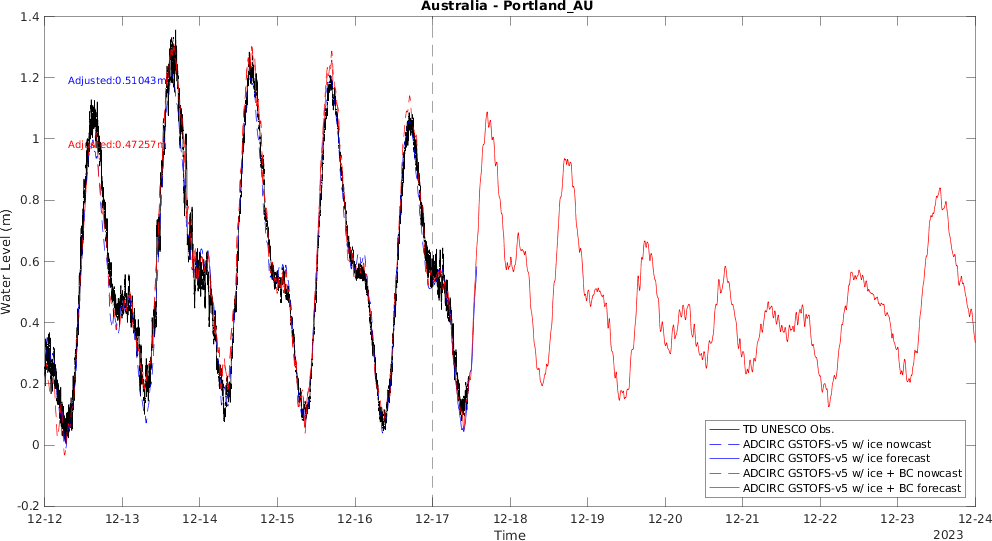 Australia - Portland_AU
1.4
1.2
1
0.8
0.6
0.4
0.2
0
-0.2
Water Level (m)
Adjusted:0.51043m
Adjusted:0.47257m
TD UNESCO Obs.
ADCIRC GSTOFS-v5 w/ ice nowcast
ADCIRC GSTOFS-v5 w/ ice forecast
ADCIRC GSTOFS-v5 w/ ice + BC nowcast
ADCIRC GSTOFS-v5 w/ ice + BC forecast
12-12 12-13 12-14 12-15 12-16 12-17 12-18 12-19 12-20 12-21 12-22 12-23 12-24
Time
2023